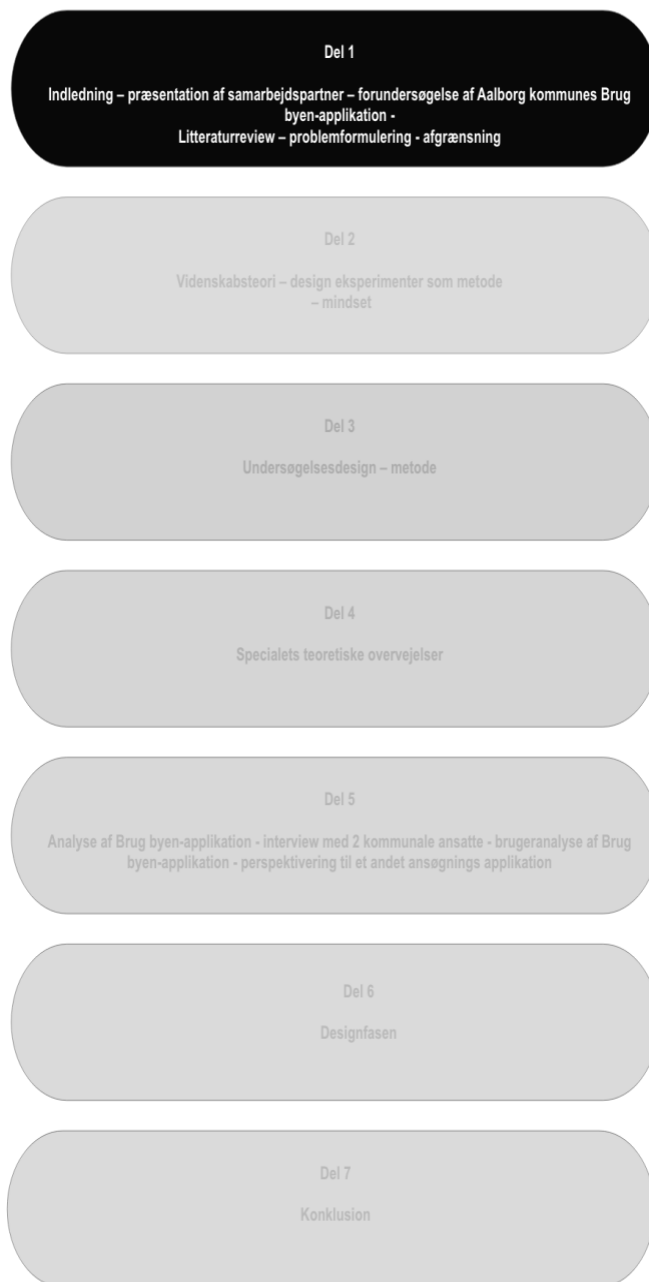 Del 1
Indledning – præsentation af samarbejdspartner – forundersøgelse af Aalborg kommunes Brug
byen-applikation -
Litteraturreview – problemformulering - afgrænsning
Del 2
Videnskabsteori – design eksperimenter som metode
– mindset
Del 3
Undersøgelsesdesign – metode
Del 4
Specialets teoretiske overvejelser
Del 5
Analyse af Brug byen-applikation - interview med 2 kommunale ansatte - brugeranalyse af Brug
byen-applikation - perspektivering til et andet ansøgnings applikation
Del 6
Designfasen
Del 7
Konklusion